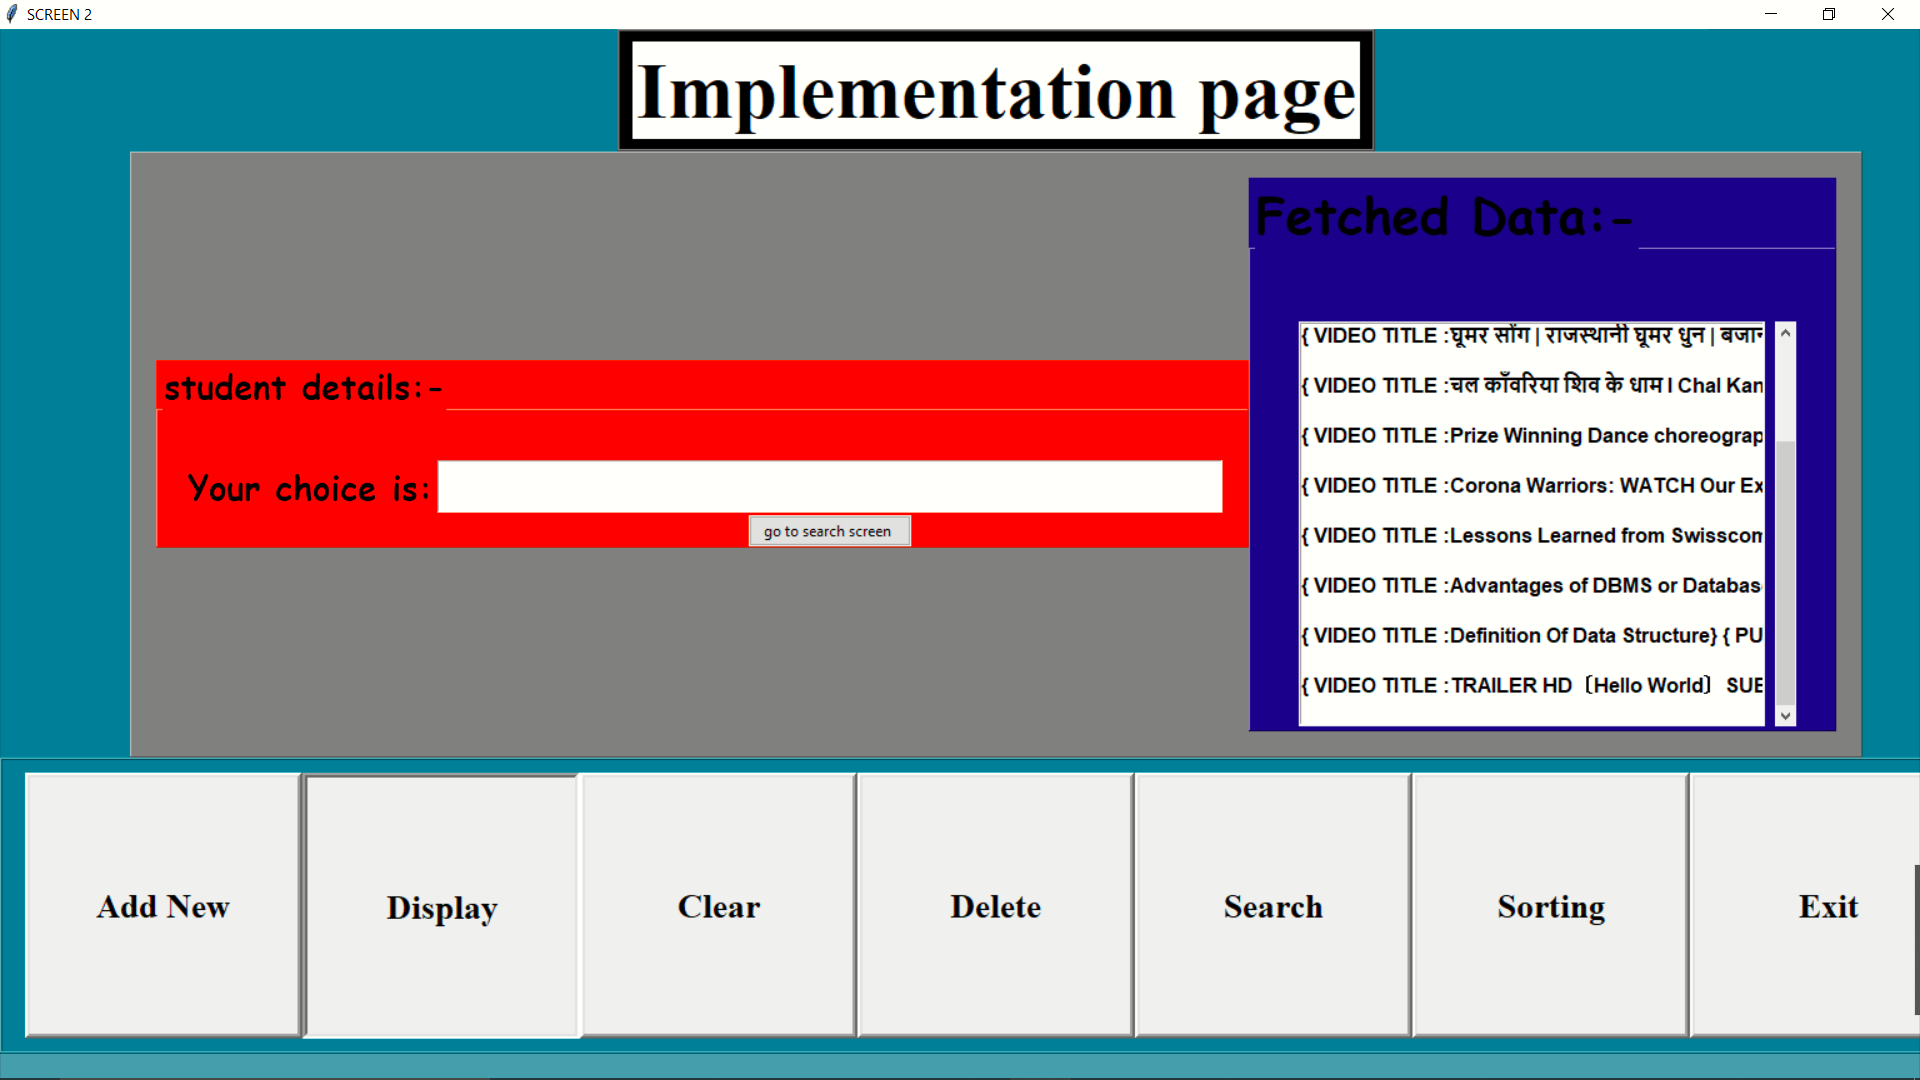 SCREEN 2
Implementation page
Fetched Data:-
{ VIDEO TITLE :घूमर सोंग | राजस्थानी घूमर धुन | बजान
{ VIDEO TITLE :चल काँवरिया शिव के धाम I Chal Kan
{ VIDEO TITLE :Prize Winning Dance choreograp
{ VIDEO TITLE :Corona Warriors: WATCH Our Ex
{ VIDEO TITLE :Lessons Learned from Swisscom
{ VIDEO TITLE :Advantages of DBMS or Databas
{ VIDEO TITLE :Definition Of Data Structure} { PU
{ VIDEO TITLE :TRAILER HD〔Hello World〕 SUB
student details:-
Your choice is:
go to search screen
Add New
Display
Clear
Delete
Search
Sorting
Exit